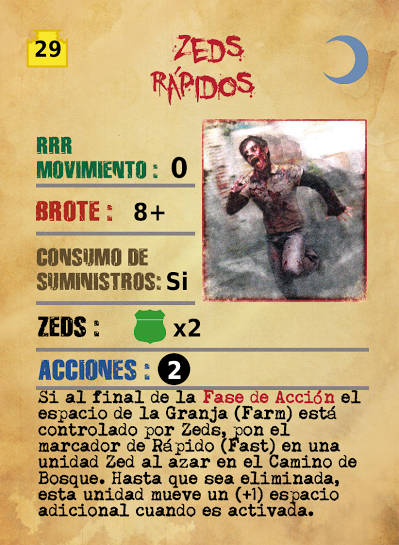 29
ZEDS
RÁPIDOS
RRR
MOVIMIENTO : 0
BROTE : 8+
CONSUMO DE
SUMINISTROS: Si
ZEDS : x2
ACCIONES : 2
Si al final de la Fase de Acción el
espacio de la Granja (Farm) está
controlado por Zeds, pon el
marcador de Rápido (Fast) en una
unidad Zed al azar en el Camino de
Bosque. Hasta que sea eliminada,
esta unidad mueve un (+1) espacio
adicional cuando es activada.